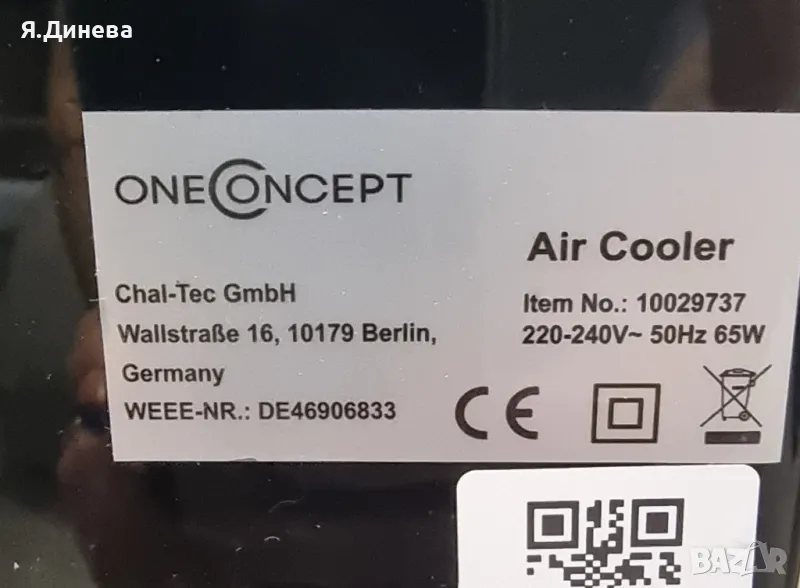 Я.Динева
ONECONCEPT
Air Cooler
Chal-Tec GmbH
Wallstraße 16, 10179 Berlin,
Germany
WEEE-NR.: DE46906833
Item No.: 10029737
220-240V~ 50Hz 65W
CE
BAZAR